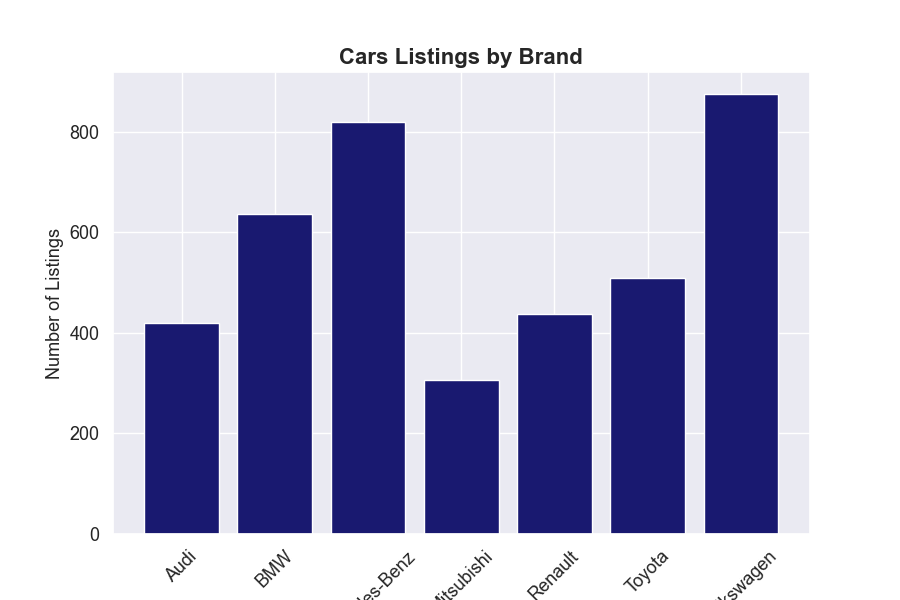 Cars Listings by Brand
Number of Listings
800
600
400
200
0
Audi
BMW
es-Benz
itsubishi
Renault
Toyota
kswagen